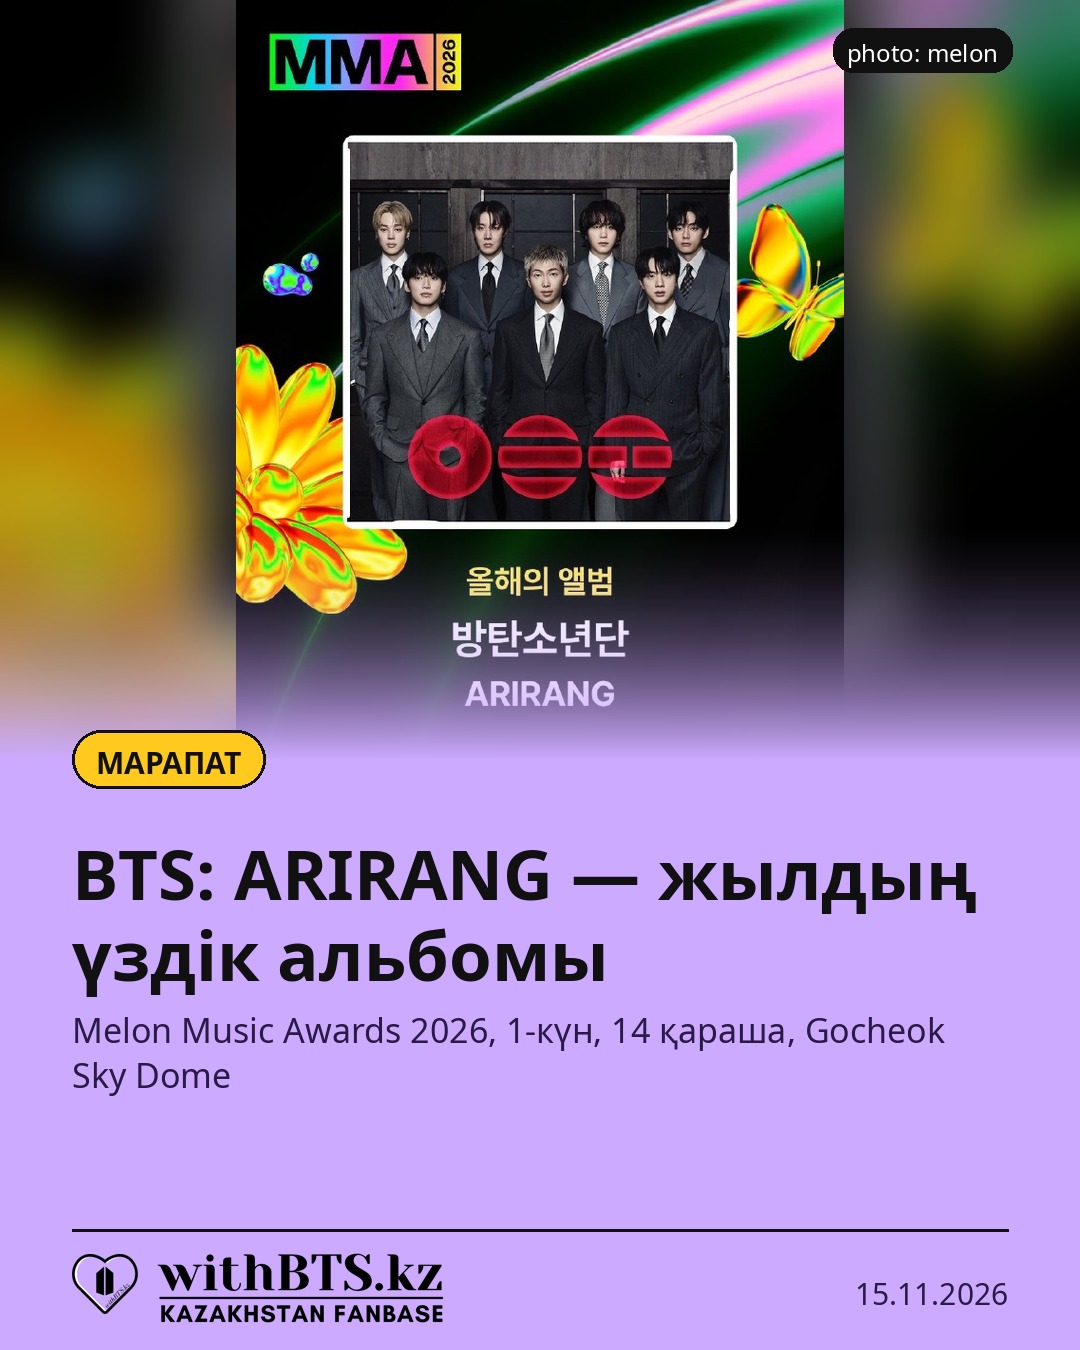 MMA 2026
photo: melon
올해의 앨범
방탄소년단
ARIRANG
МАРАПАТ
BTS: ARIRANG — жылдың
үздік альбомы
Melon Music Awards 2026, 1-күн, 14 қараша, Gocheok
Sky Dome
withBTS.kz
KAZAKHSTAN FANBASE
15.11.2026